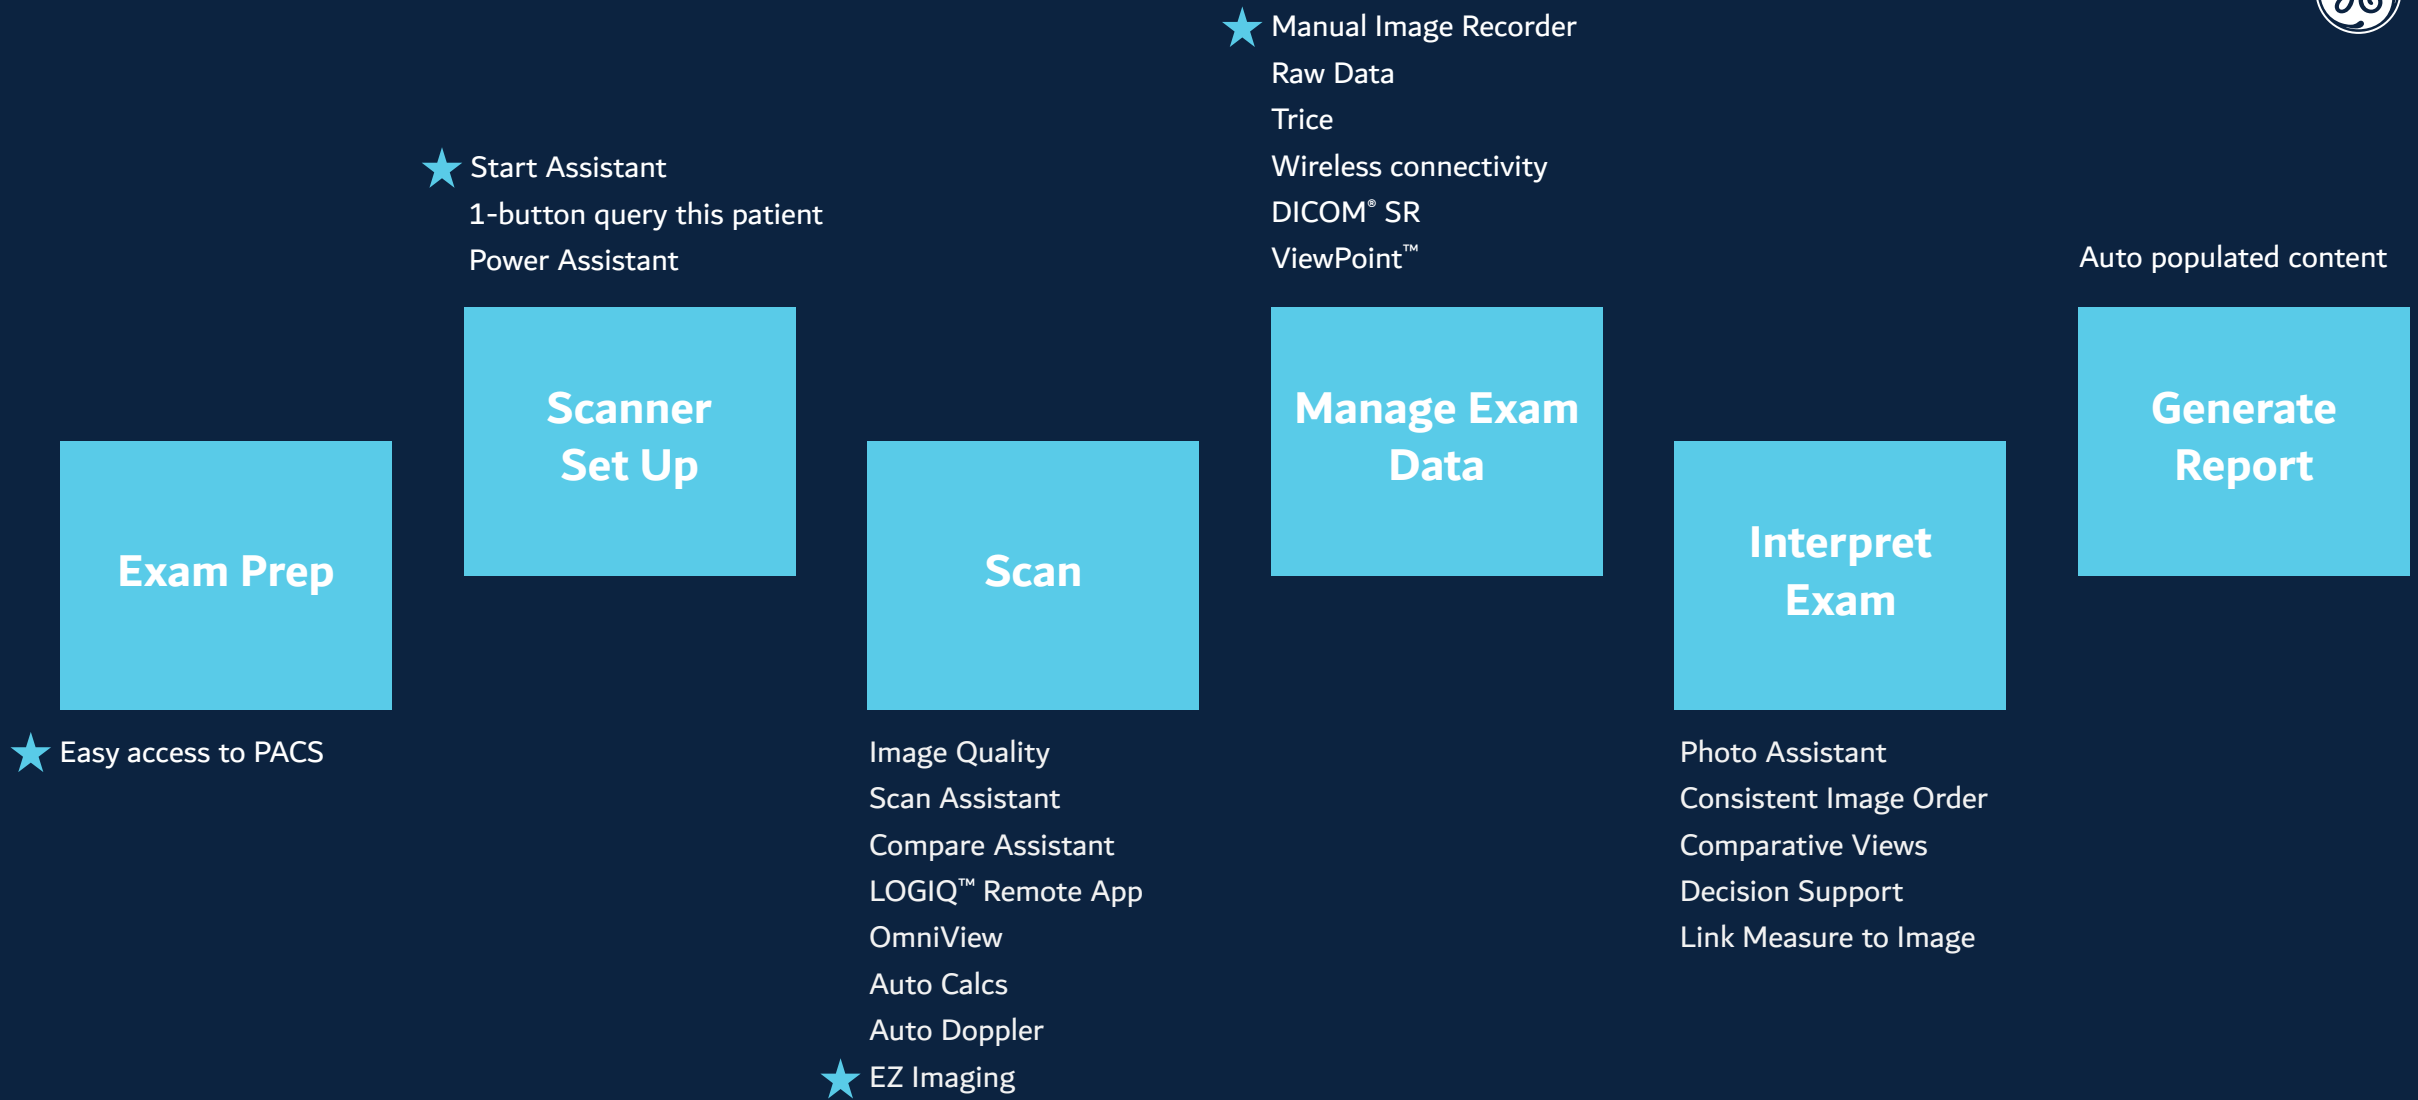 Exam Prep
Easy access to PACS
Start Assistant
1-button query this patient
Power Assistant
Scanner
Set Up
Scan
Image Quality
Scan Assistant
Compare Assistant
LOGIQ™ Remote App
OmniView
Auto Calcs
Auto Doppler
EZ Imaging
Manual Image Recorder
Raw Data
Trice
Wireless connectivity
DICOM® SR
ViewPoint™
Manage Exam
Data
Interpret
Exam
Photo Assistant
Consistent Image Order
Comparative Views
Decision Support
Link Measure to Image
Auto populated content
Generate
Report